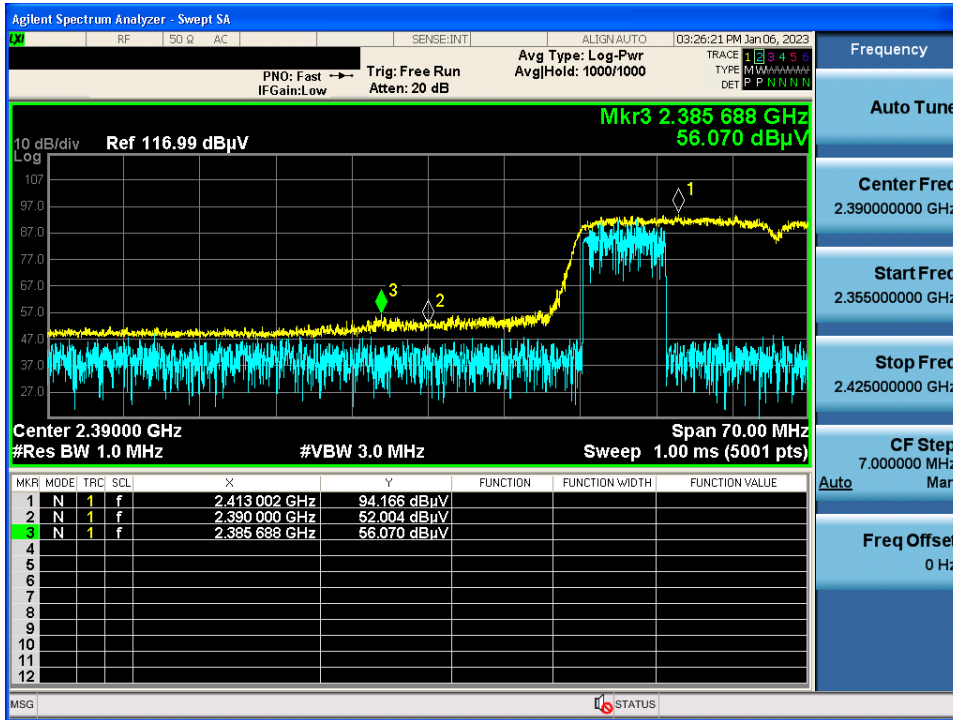 Agilent Spectrum Analyzer - Swept SA
LXI RF 50 Ω AC SENSE:INT ALIGN AUTO 03:26:21 PM Jan 06, 2023
PNO: Fast
IFGain:Low
Trig: Free Run
Atten: 20 dB
Avg Type: Log-Pwr
Avg|Hold: 1000/1000
TRACE 1 2 3 4 5 6
TYPE M W
DET P P N N N N
Mkr3 2.385 688 GHz
56.070 dBµV
10 dB/div Ref 116.99 dBµV
Log
107
97.0
87.0
77.0
67.0
57.0
47.0
37.0
27.0
1
3
2
Center 2.39000 GHz Span 70.00 MHz
#Res BW 1.0 MHz #VBW 3.0 MHz Sweep 1.00 ms (5001 pts)
MKR MODE TRC SCL X Y FUNCTION FUNCTION WIDTH FUNCTION VALUE
1 N 1 f 2.413 002 GHz 94.166 dBµV
2 N 1 f 2.390 000 GHz 52.004 dBµV
3 N 1 f 2.385 688 GHz 56.070 dBµV
4
5
6
7
8
9
10
11
12
MSG STATUS
Frequency
Auto Tune
Center Freq
2.390000000 GHz
Start Freq
2.355000000 GHz
Stop Freq
2.425000000 GHz
CF Step
7.000000 MHz
Auto Man
Freq Offset
0 Hz